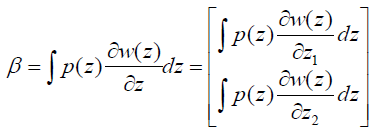 β = ∫ p(z) ∂w(z)/∂z dz = [ ∫ p(z) ∂w(z)/∂z₁ dz
∫ p(z) ∂w(z)/∂z₂ dz ]